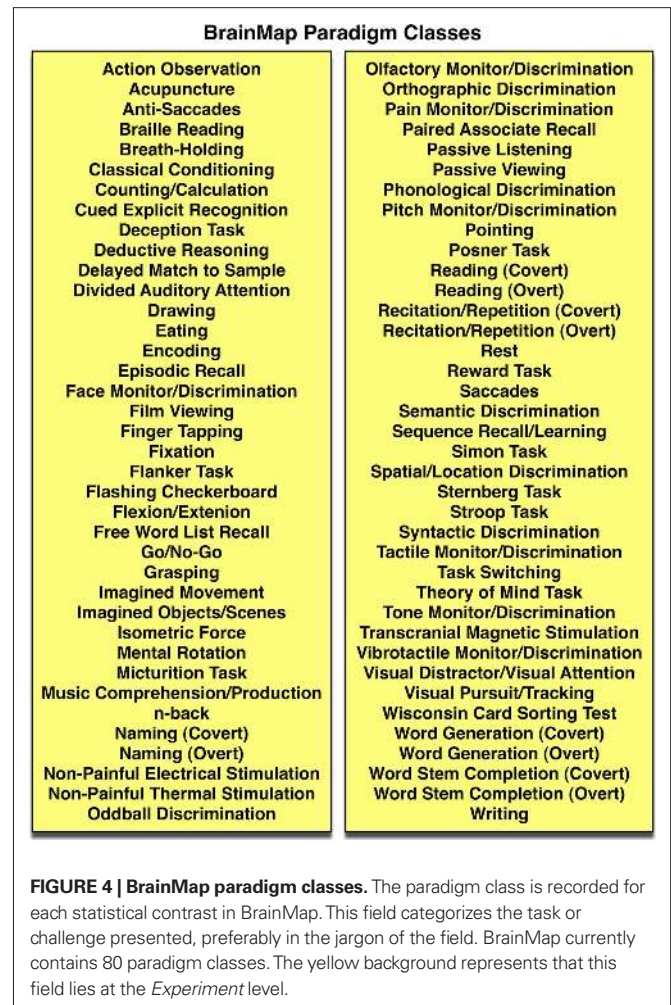 BrainMap Paradigm Classes
Action Observation
Acupuncture
Anti-Saccades
Braille Reading
Breath-Holding
Classical Conditioning
Counting/Calculation
Cued Explicit Recognition
Deception Task
Deductive Reasoning
Delayed Match to Sample
Divided Auditory Attention
Drawing
Eating
Encoding
Episodic Recall
Face Monitor/Discrimination
Film Viewing
Finger Tapping
Fixation
Flanker Task
Flashing Checkerboard
Flexion/Extenion
Free Word List Recall
Go/No-Go
Grasping
Imagined Movement
Imagined Objects/Scenes
Isometric Force
Mental Rotation
Micturition Task
Music Comprehension/Production
n-back
Naming (Covert)
Naming (Overt)
Non-Painful Electrical Stimulation
Non-Painful Thermal Stimulation
Oddball Discrimination
Olfactory Monitor/Discrimination
Orthographic Discrimination
Pain Monitor/Discrimination
Paired Associate Recall
Passive Listening
Passive Viewing
Phonological Discrimination
Pitch Monitor/Discrimination
Pointing
Posner Task
Reading (Covert)
Reading (Overt)
Recitation/Repetition (Covert)
Recitation/Repetition (Overt)
Rest
Reward Task
Saccades
Semantic Discrimination
Sequence Recall/Learning
Simon Task
Spatial/Location Discrimination
Sternberg Task
Stroop Task
Syntactic Discrimination
Tactile Monitor/Discrimination
Task Switching
Theory of Mind Task
Tone Monitor/Discrimination
Transcranial Magnetic Stimulation
Vibrotactile Monitor/Discrimination
Visual Distractor/Visual Attention
Visual Pursuit/Tracking
Wisconsin Card Sorting Test
Word Generation (Covert)
Word Generation (Overt)
Word Stem Completion (Covert)
Word Stem Completion (Overt)
Writing
FIGURE 4 | BrainMap paradigm classes. The paradigm class is recorded for
each statistical contrast in BrainMap. This field categorizes the task or
challenge presented, preferably in the jargon of the field. BrainMap currently
contains 80 paradigm classes. The yellow background represents that this
field lies at the Experiment level.